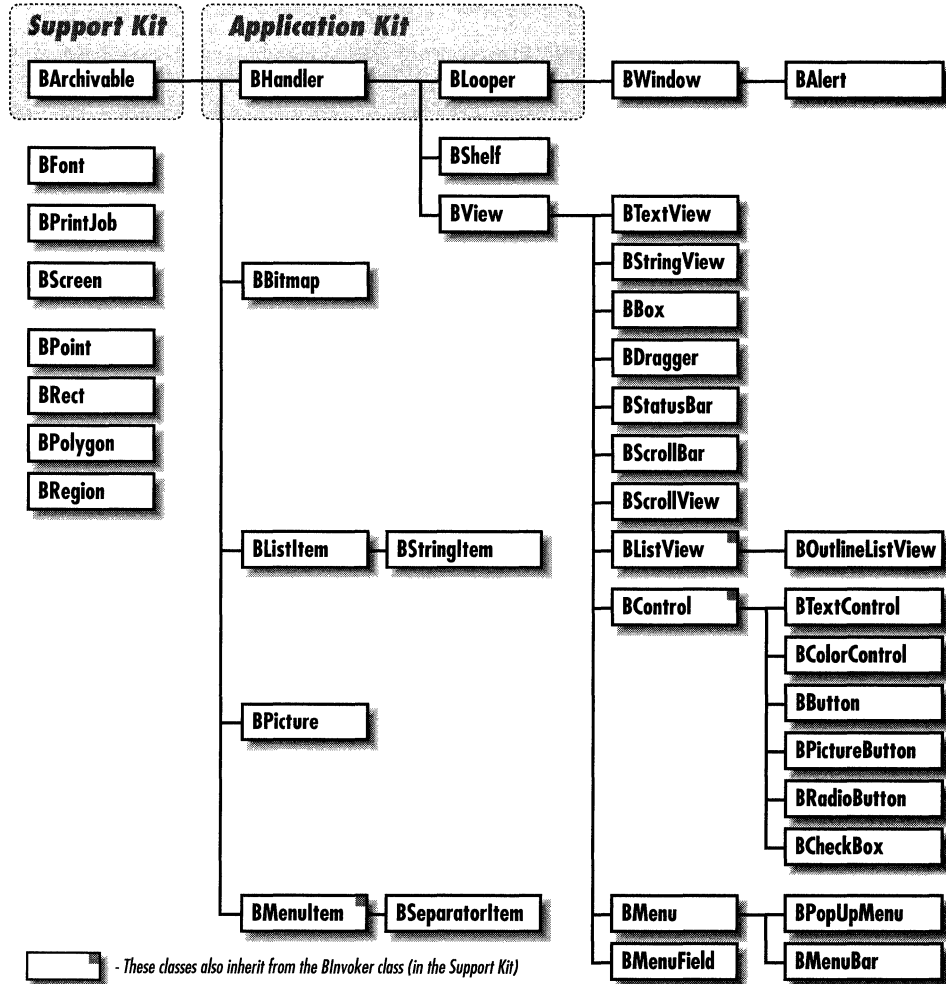 Support Kit
Application Kit
BArchivable
BHandler
BLooper
BWindow
BAlert
BFont
BShelf
BPrintJob
BView
BTextView
BStringView
BScreen
BBitmap
BBox
BPoint
BDragger
BRect
BStatusBar
BPolygon
BScrollBar
BRegion
BScrollView
BListItem
BStringItem
BListView
BOutlineListView
BControl
BTextControl
BColorControl
BButton
BPicture
BPictureButton
BRadioButton
BCheckBox
BMenuItem
BSeparatorItem
BMenu
BPopUpMenu
BMenuField
BMenuBar
- These classes also inherit from the BInvoker class (in the Support Kit)